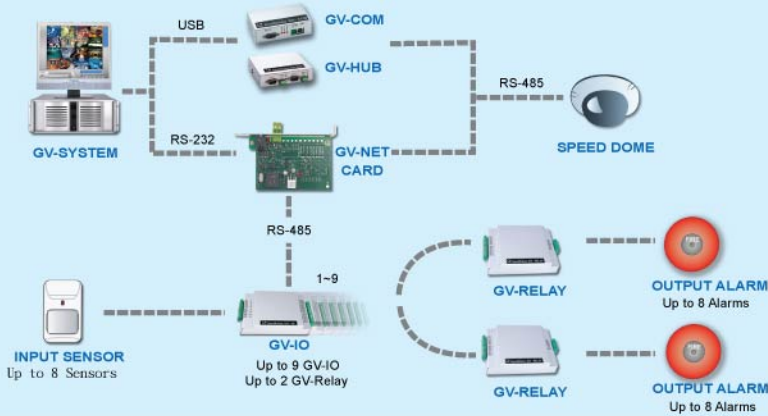 USB
GV-COM
GV-HUB
RS-485
GV-SYSTEM
RS-232
GV-NET
CARD
SPEED DOME
RS-485
1~9
INPUT SENSOR
Up to 8 Sensors
GV-IO
Up to 9 GV-IO
Up to 2 GV-Relay
GV-RELAY
OUTPUT ALARM
Up to 8 Alarms
GV-RELAY
OUTPUT ALARM
Up to 8 Alarms